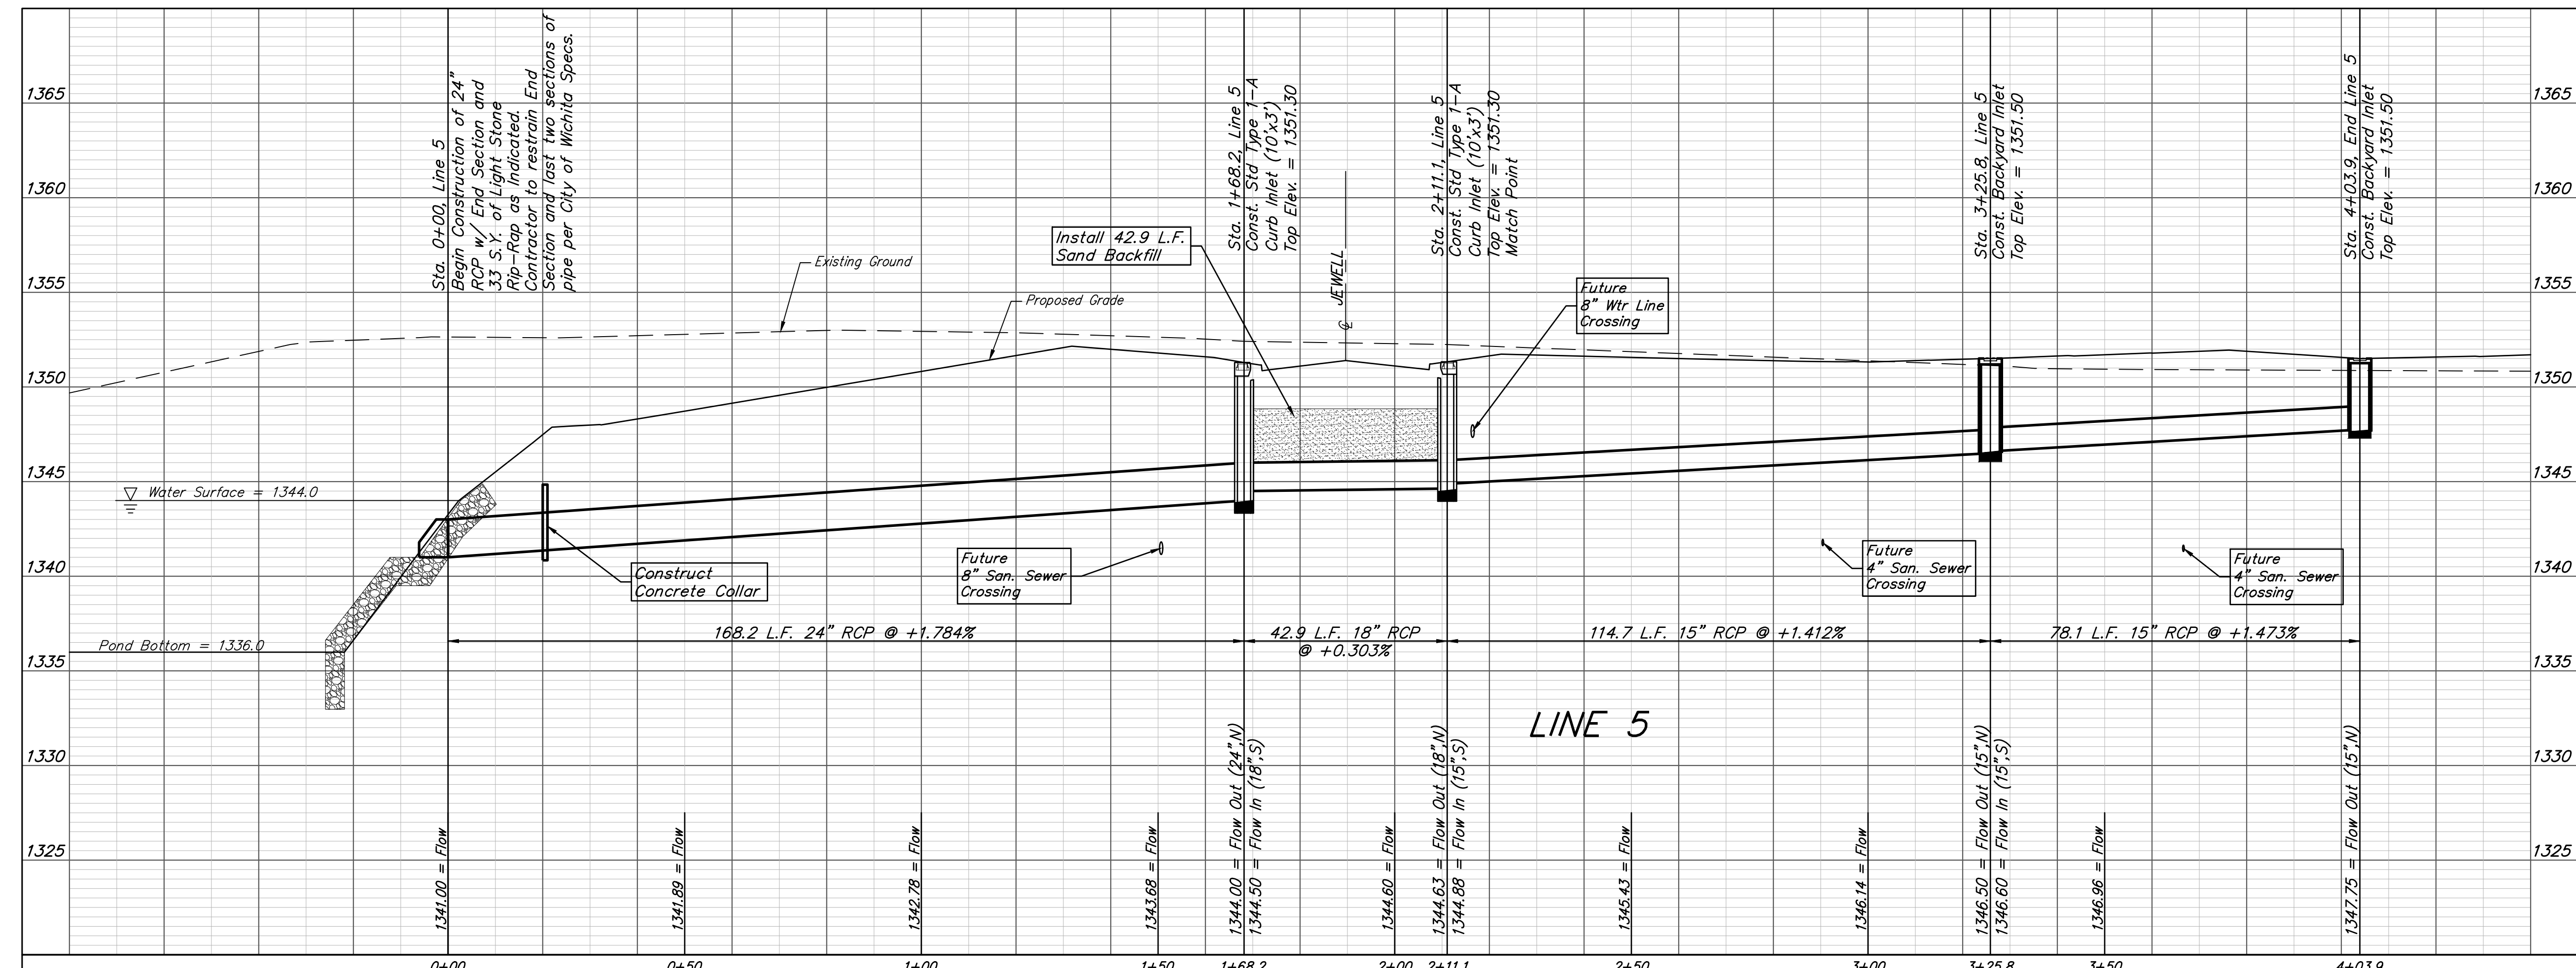 1365
1360
1355
1350
1345
1340
1335
1330
1325
Sta. 0+00, Line 5
Begin Construction of 24"
RCP w/ End Section and
33 S.Y. of Light Stone
Rip-Rap as Indicated.
Contractor to restrain End
Section and last two sections of
pipe per City of Wichita Specs.
Existing Ground
Proposed Grade
Install 42.9 L.F.
Sand Backfill
Sta. 1+68.2, Line 5
Const. Std Type 1-A
Curb Inlet (10'x3')
Top Elev. = 1351.30
JEWELL
℄
Sta. 2+11.1, Line 5
Const. Std Type 1-A
Curb Inlet (10'x3')
Top Elev. = 1351.30
Match Point
Future
8" Wtr Line
Crossing
Sta. 3+25.8, Line 5
Const. Backyard Inlet
Top Elev. = 1351.50
Sta. 4+03.9, End Line 5
Const. Backyard Inlet
Top Elev. = 1351.50
1365
1360
1355
1350
1345
1340
1335
1330
1325
Water Surface = 1344.0
Pond Bottom = 1336.0
Construct
Concrete Collar
Future
8" San. Sewer
Crossing
Future
4" San. Sewer
Crossing
Future
4" San. Sewer
Crossing
168.2 L.F. 24" RCP @ +1.784%
42.9 L.F. 18" RCP
@ +0.303%
114.7 L.F. 15" RCP @ +1.412%
78.1 L.F. 15" RCP @ +1.473%
LINE 5
1341.00 = Flow
1341.89 = Flow
1342.78 = Flow
1343.68 = Flow
1344.00 = Flow Out (24",N)
1344.50 = Flow In (18",S)
1344.60 = Flow
1344.63 = Flow Out (18",N)
1344.88 = Flow In (15",S)
1345.43 = Flow
1346.14 = Flow
1346.50 = Flow Out (15",N)
1346.60 = Flow In (15",S)
1346.96 = Flow
1347.75 = Flow Out (15",N)
0+00
0+50
1+00
1+50
1+68.2
2+00
2+11.1
2+50
3+00
3+25.8
3+50
4+03.9